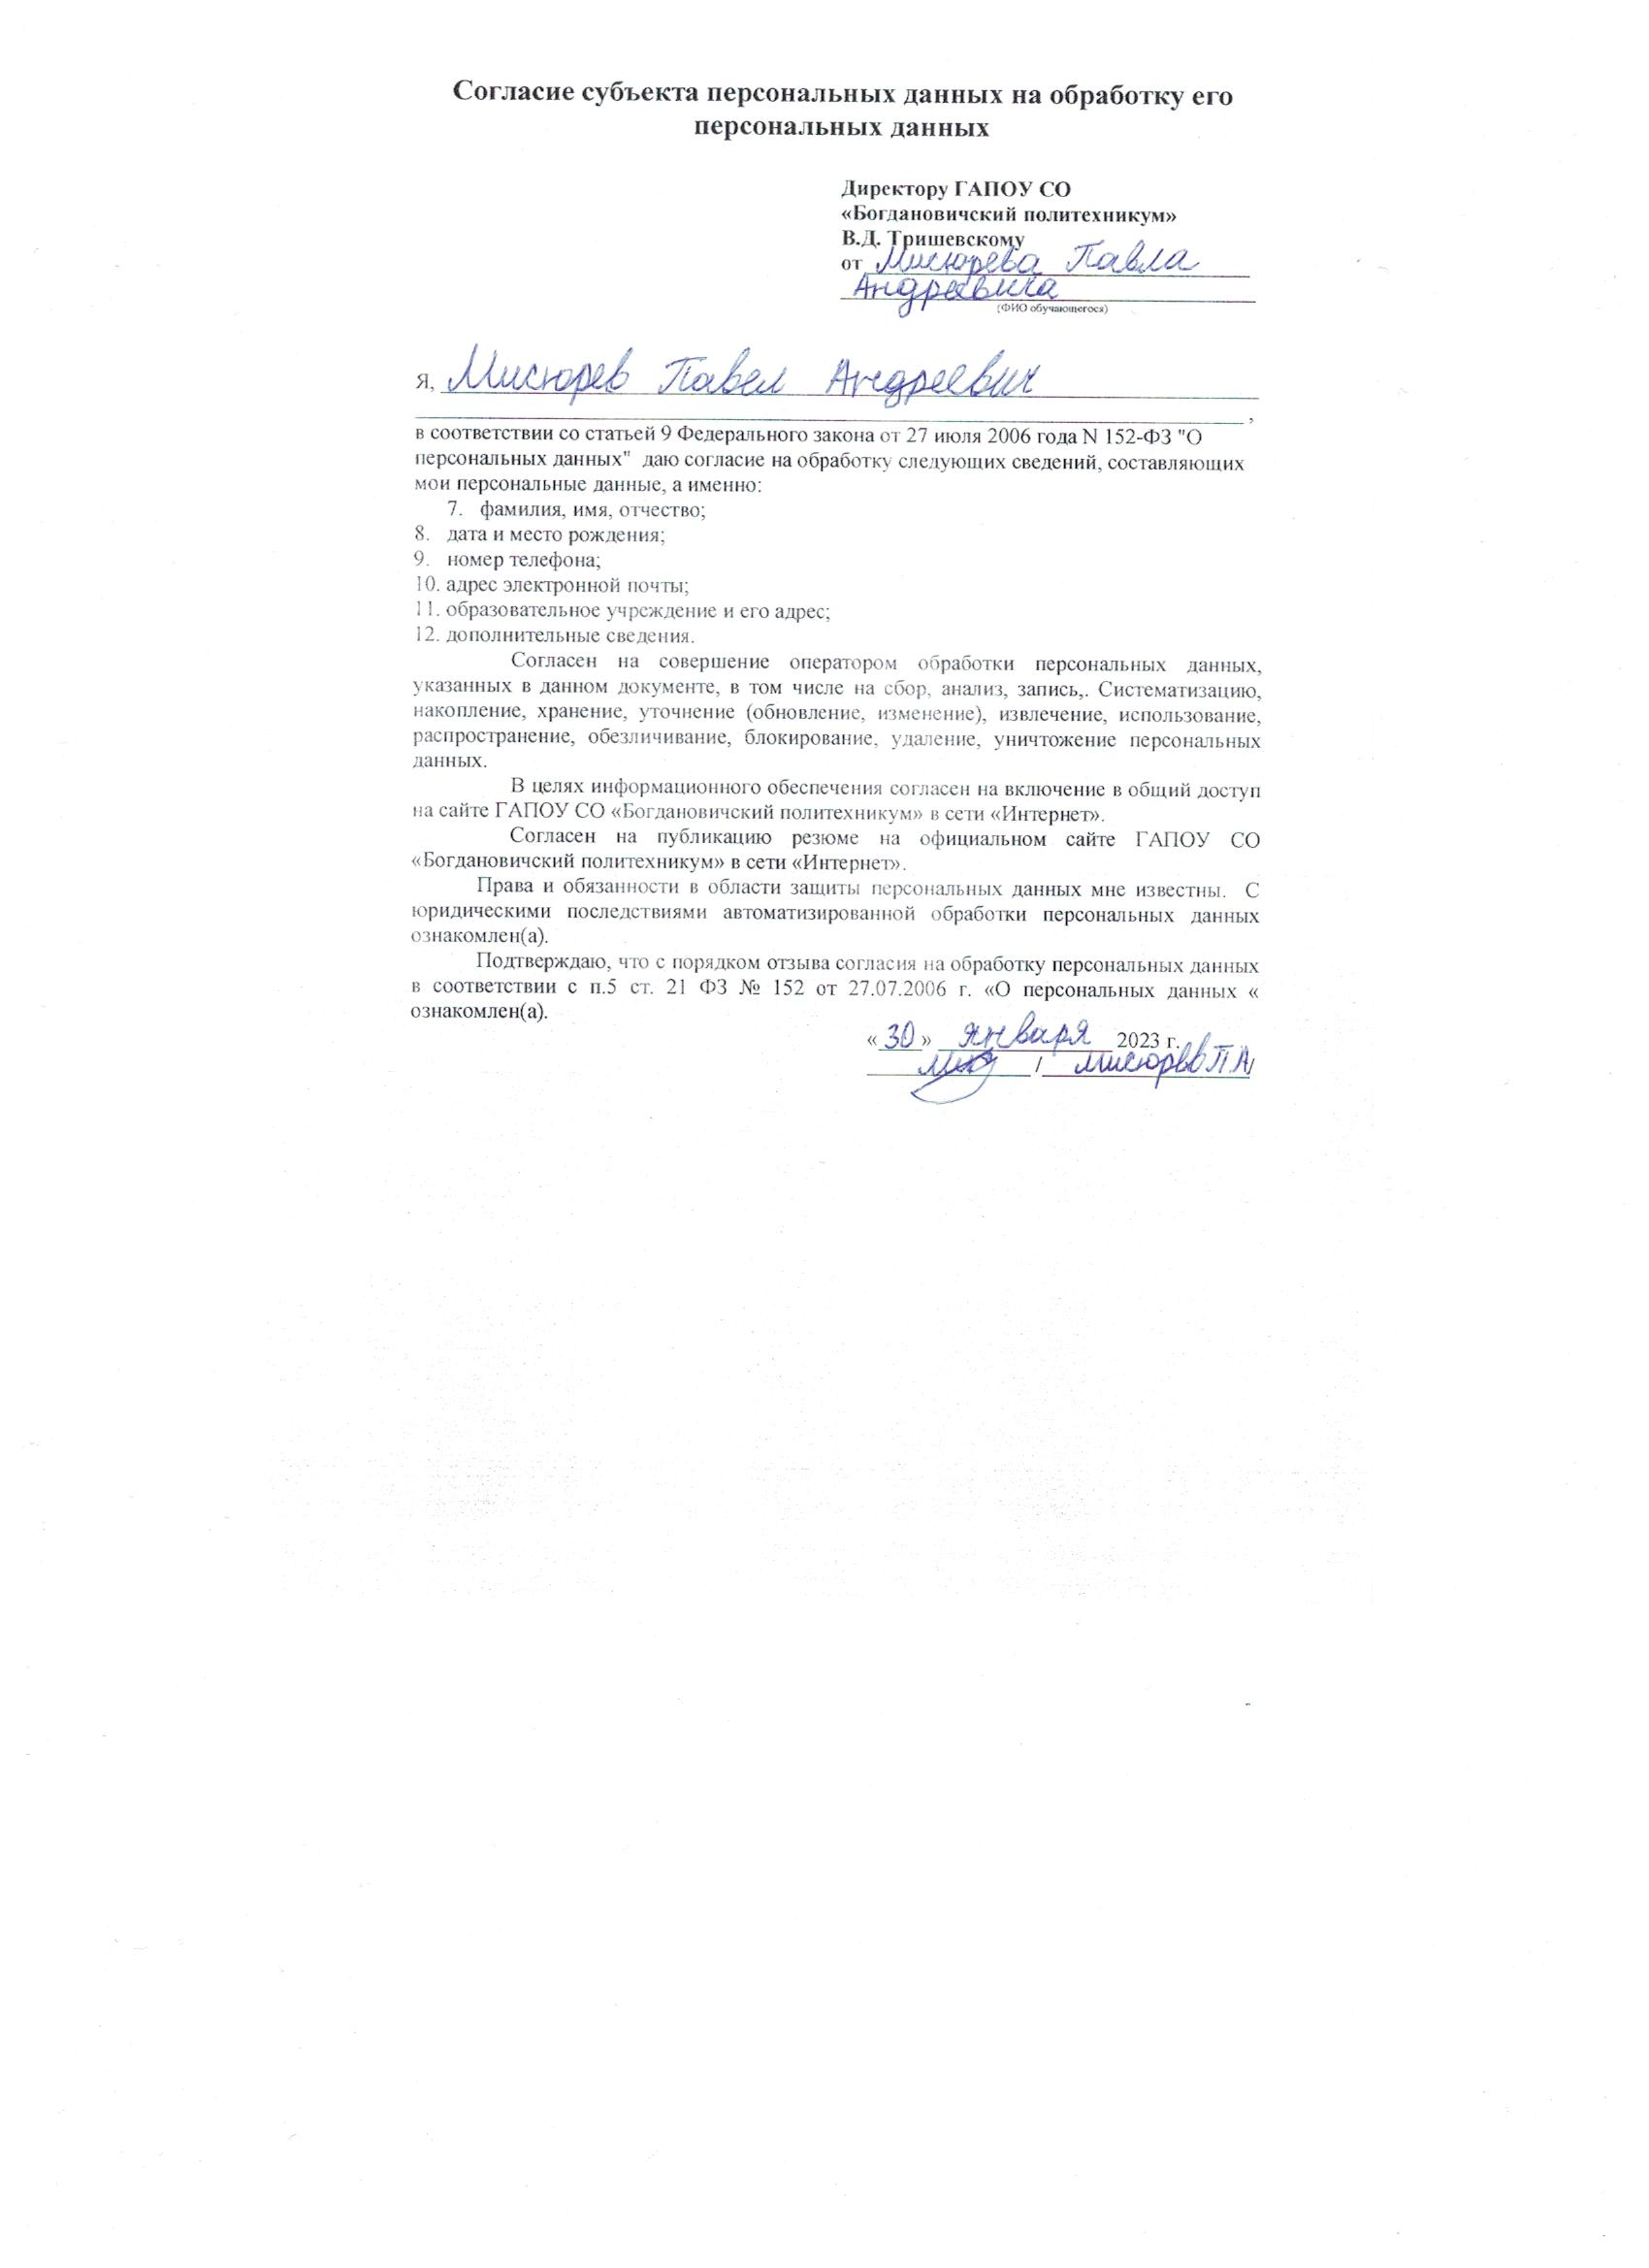 Согласие субъекта персональных данных на обработку его
персональных данных
Директору ГАПОУ СО
«Богдановичский политехникум»
В.Д. Тришевскому
от Мисюрева Павла
Андреевича
(ФИО обучающегося)
Я, Мисюрев Павел Андреевич
,
в соответствии со статьей 9 Федерального закона от 27 июля 2006 года N 152-ФЗ "О
персональных данных" даю согласие на обработку следующих сведений, составляющих
мои персональные данные, а именно:
7. фамилия, имя, отчество;
8. дата и место рождения;
9. номер телефона;
10. адрес электронной почты;
11. образовательное учреждение и его адрес;
12. дополнительные сведения.
Согласен на совершение оператором обработки персональных данных,
указанных в данном документе, в том числе на сбор, анализ, запись,. Систематизацию,
накопление, хранение, уточнение (обновление, изменение), извлечение, использование,
распространение, обезличивание, блокирование, удаление, уничтожение персональных
данных.
В целях информационного обеспечения согласен на включение в общий доступ
на сайте ГАПОУ СО «Богдановичский политехникум» в сети «Интернет».
Согласен на публикацию резюме на официальном сайте ГАПОУ СО
«Богдановичский политехникум» в сети «Интернет».
Права и обязанности в области защиты персональных данных мне известны. С
юридическими последствиями автоматизированной обработки персональных данных
ознакомлен(а).
Подтверждаю, что с порядком отзыва согласия на обработку персональных данных
в соответствии с п.5 ст. 21 ФЗ № 152 от 27.07.2006 г. «О персональных данных «
ознакомлен(а).
«30» января 2023 г.
/ Мисюрев П А/